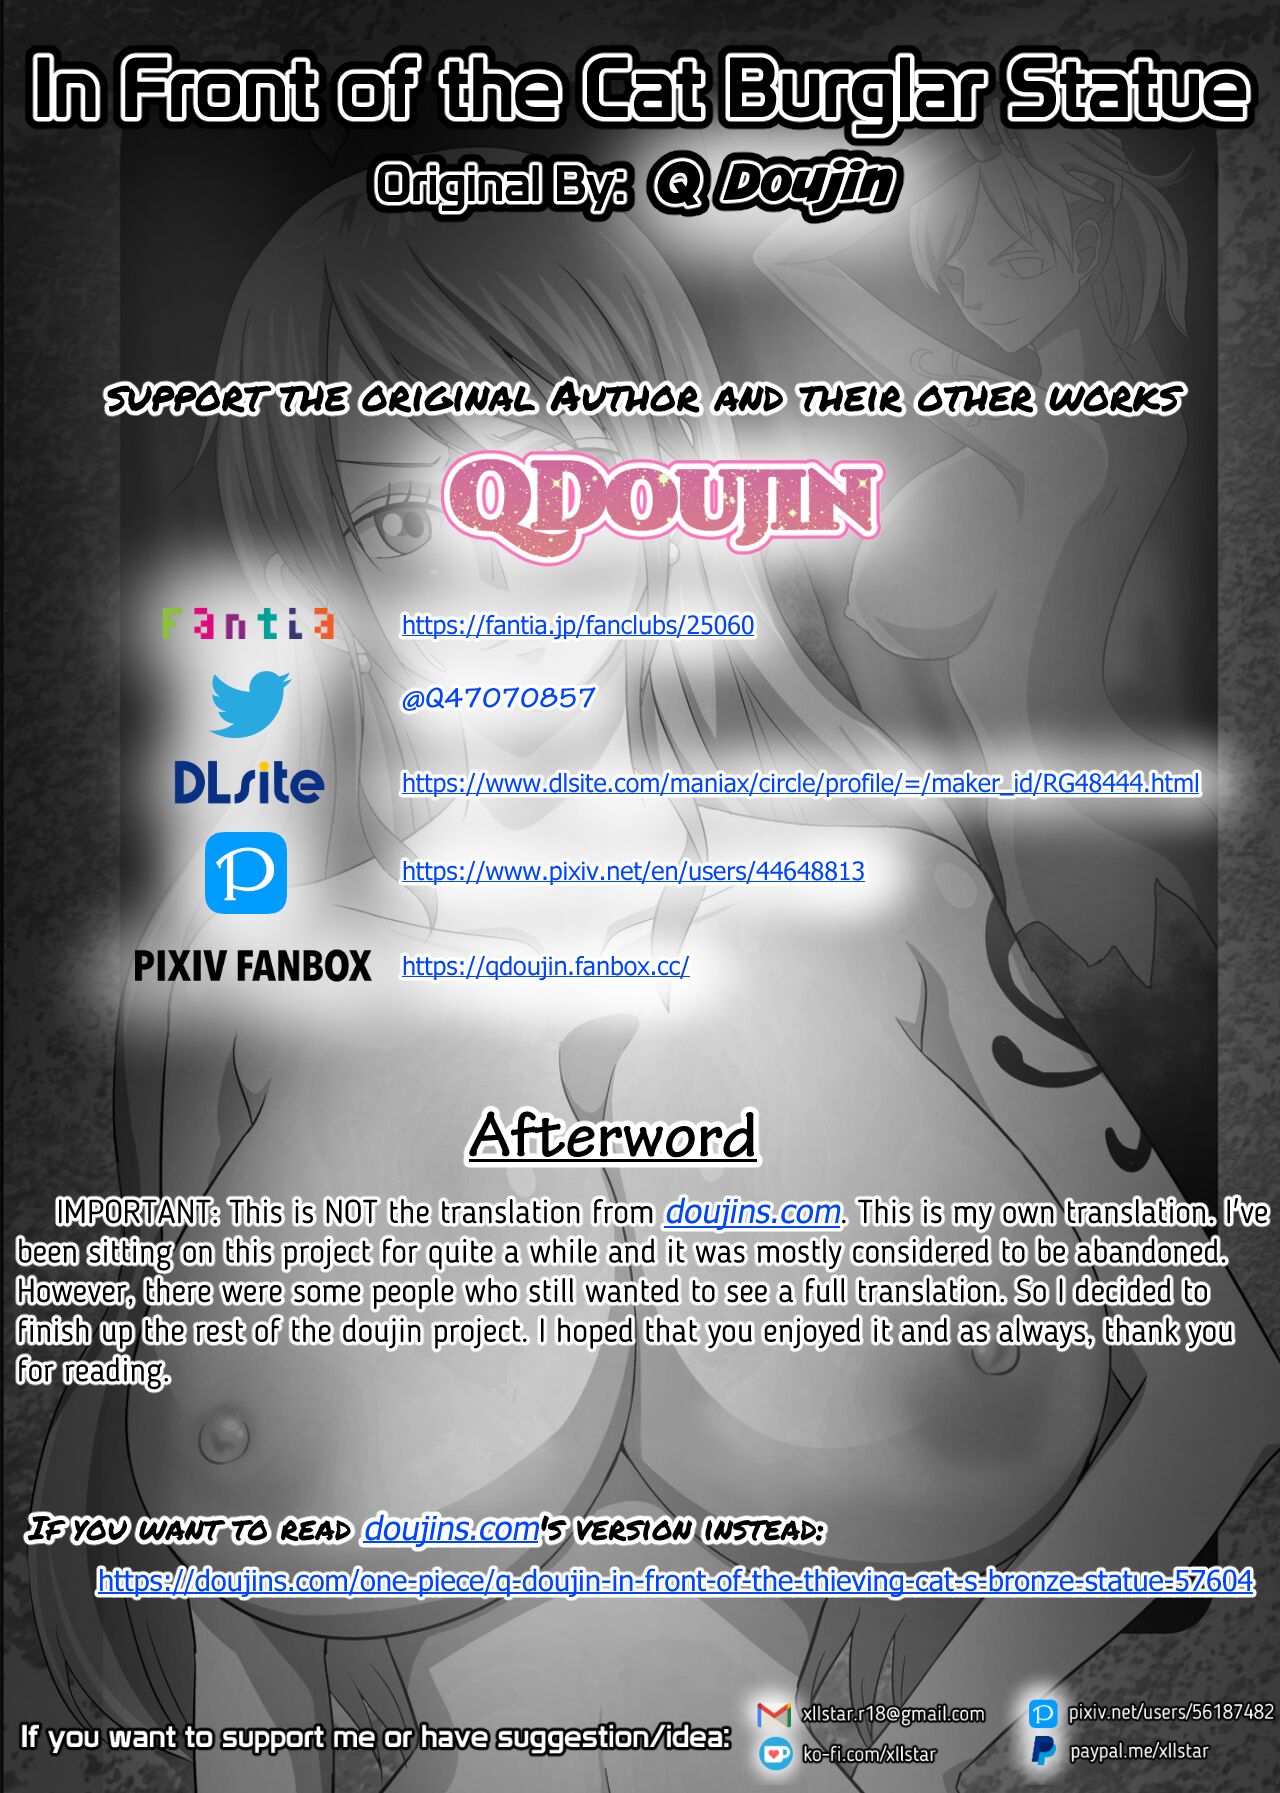 In Front of the Cat Burglar Statue
Original By: Q Doujin
SUPPORT THE ORIGINAL AUTHOR AND THEIR OTHER WORKS
QDOUJIN
Fantia https://fantia.jp/fanclubs/25060
@Q47070857
DLsite https://www.dlsite.com/maniax/circle/profile/=/maker_id/RG48444.html
P https://www.pixiv.net/en/users/44648813
PIXIV FANBOX https://qdoujin.fanbox.cc/
Afterword
IMPORTANT: This is NOT the translation from doujins.com. This is my own translation. I've
been sitting on this project for quite a while and it was mostly considered to be abandoned.
However, there were some people who still wanted to see a full translation. So I decided to
finish up the rest of the doujin project. I hoped that you enjoyed it and as always, thank you
for reading.
IF YOU WANT TO READ doujins.com'S VERSION INSTEAD:
https://doujins.com/one-piece/q-doujin-in-front-of-the-thieving-cat-s-bronze-statue-57604
If you want to support me or have suggestion/idea:
xllstar.r18@gmail.com
ko-fi.com/xllstar
pixiv.net/users/56187482
paypal.me/xllstar